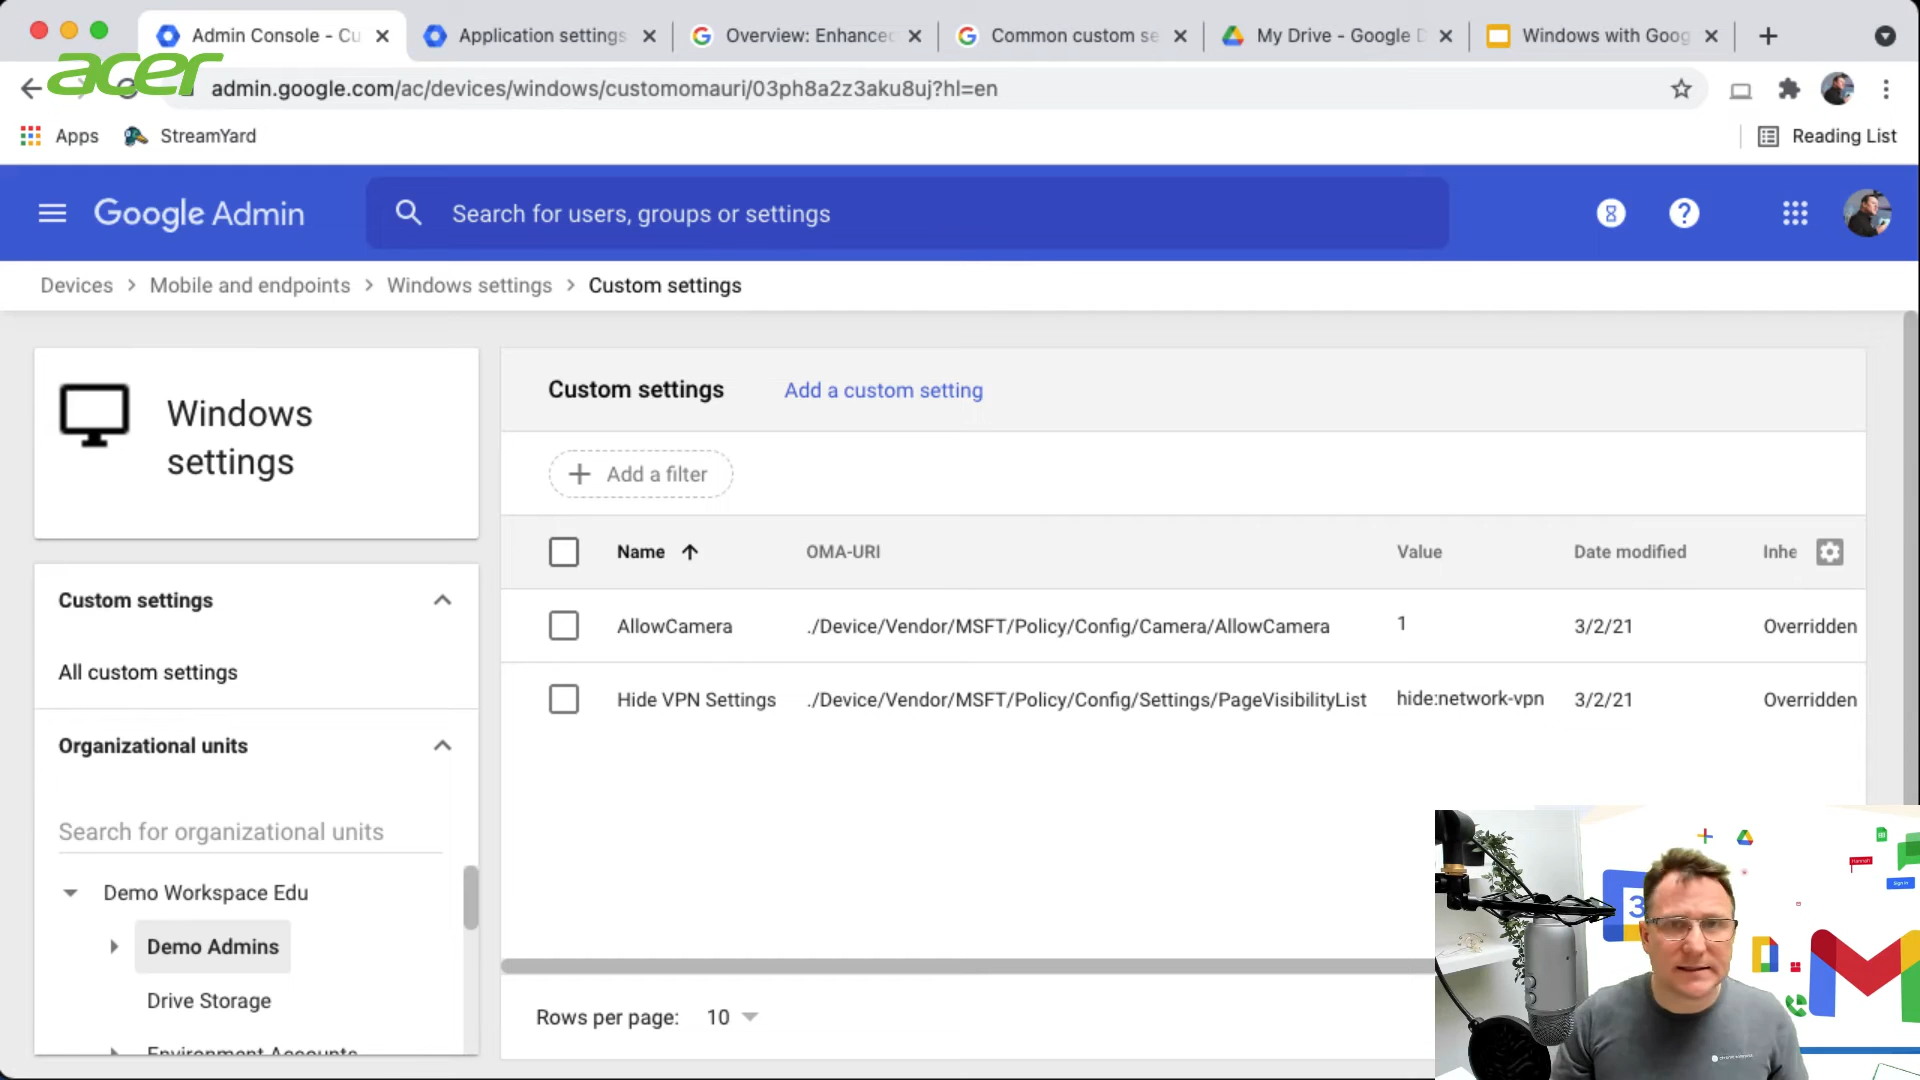 Admin Console - Cu
Application settings
Overview: Enhanced
Common custom se
My Drive - Google D
Windows with Goog
acer
admin.google.com/ac/devices/windows/customomauri/03ph8a2z3aku8uj?hl=en
Apps
StreamYard
Reading List
Google Admin
Search for users, groups or settings
Devices > Mobile and endpoints > Windows settings > Custom settings
Windows
settings
Custom settings
Add a custom setting
Add a filter
Name
OMA-URI
Value
Date modified
Inhe
AllowCamera
./Device/Vendor/MSFT/Policy/Config/Camera/AllowCamera
1
3/2/21
Overridden
Hide VPN Settings
./Device/Vendor/MSFT/Policy/Config/Settings/PageVisibilityList
hide:network-vpn
3/2/21
Overridden
Custom settings
All custom settings
Organizational units
Search for organizational units
Demo Workspace Edu
Demo Admins
Drive Storage
Environment Accounts
Rows per page: 10